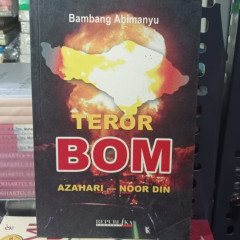 Bambang Abimanyu
TEROR
BOM
AZAHARI — NOOR DIN
REPUBLIKA